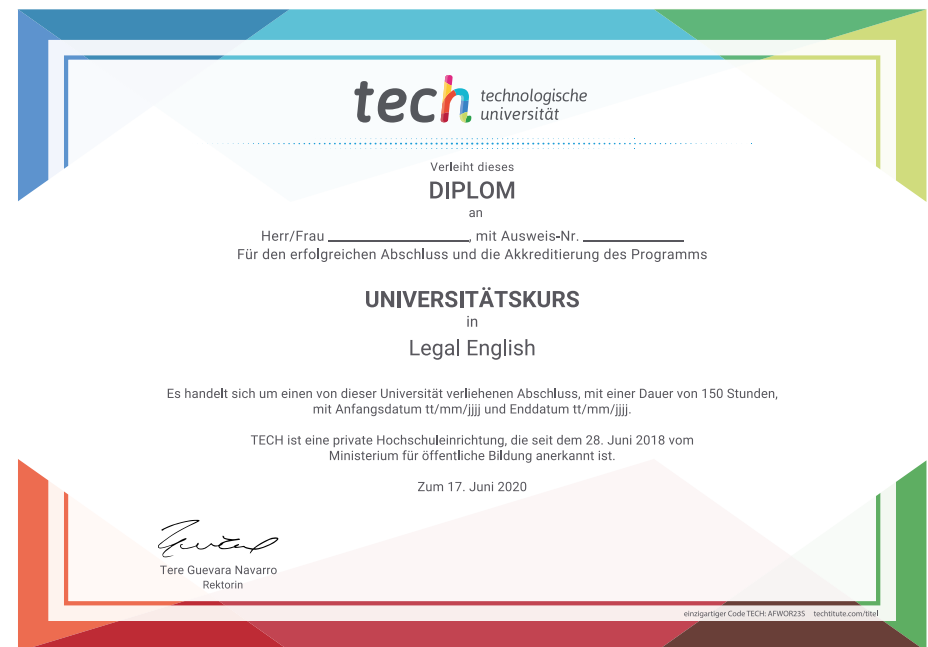 tech technologische
universität
Verleiht dieses
DIPLOM
an
Herr/Frau ____________________, mit Ausweis-Nr. ______________
Für den erfolgreichen Abschluss und die Akkreditierung des Programms
UNIVERSITÄTSKURS
in
Legal English
Es handelt sich um einen von dieser Universität verliehenen Abschluss, mit einer Dauer von 150 Stunden,
mit Anfangsdatum tt/mm/jjjj und Enddatum tt/mm/jjjj.
TECH ist eine private Hochschuleinrichtung, die seit dem 28. Juni 2018 vom
Ministerium für öffentliche Bildung anerkannt ist.
Zum 17. Juni 2020
Tere Guevara Navarro
Rektorin
einzigartiger Code TECH: AFWOR23S techtitute.com/titel